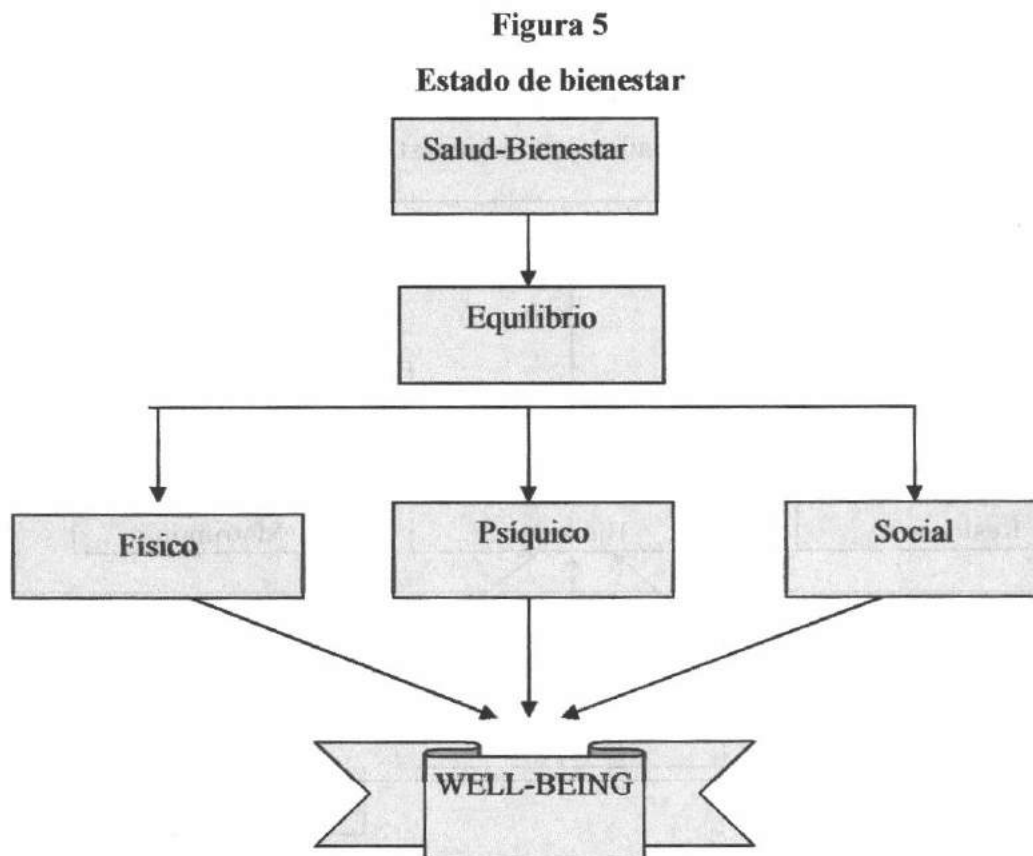 Figura 5
Estado de bienestar
Salud-Bienestar
Equilibrio
Físico
Psíquico
Social
WELL-BEING